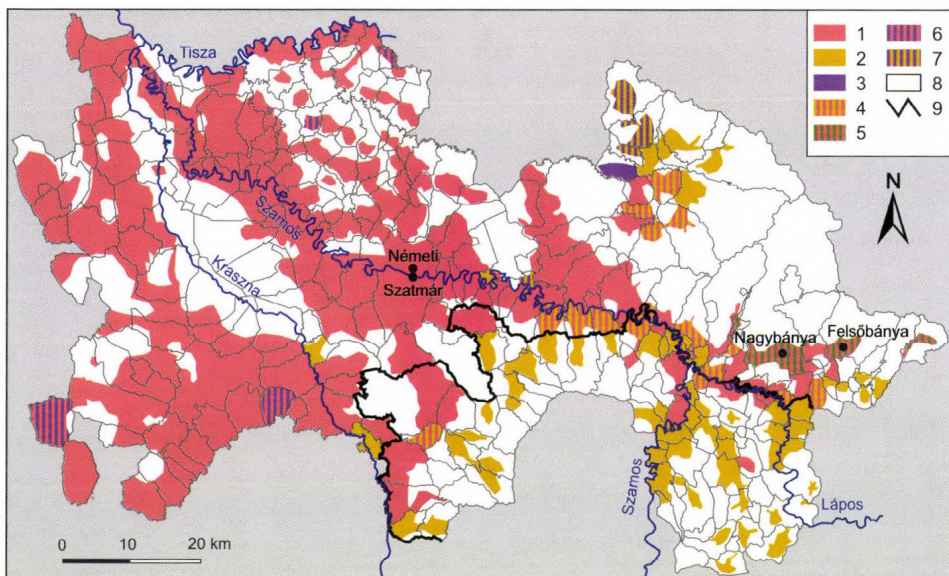 Tisza
1 6
2 7
3 8
4 9
5
N
Szamos
Németi
Szatmár
Kraszna
Nagybánya
Felsőbánya
Szamos
Lápos
0 10 20 km